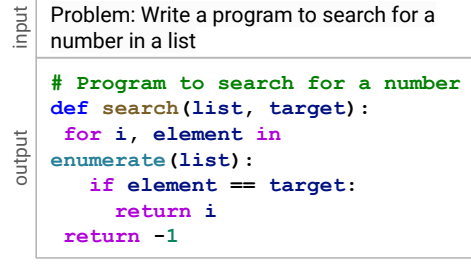 input
Problem: Write a program to search for a
number in a list
output
# Program to search for a number
def search(list, target):
 for i, element in
enumerate(list):
   if element == target:
     return i
 return -1